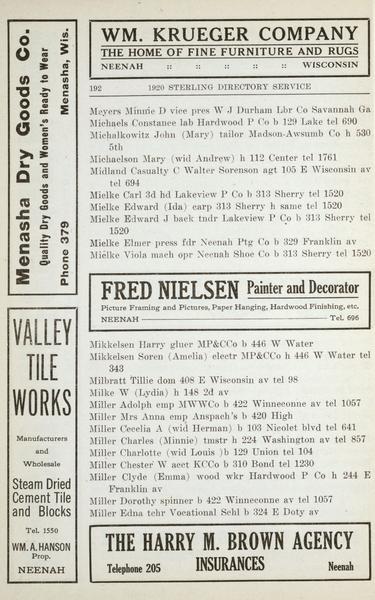 WM. KRUEGER COMPANY
THE HOME OF FINE FURNITURE AND RUGS
NEENAH :: :: :: :: :: WISCONSIN
192 1920 STERLING DIRECTORY SERVICE
Meyers Minnie D vice pres W J Durham Lbr Co Savannah Ga
Michaels Constance lab Hardwood P Co b 129 Lake tel 690
Michalkowitz John (Mary) tailor Madson-Awsumb Co h 530
5th
Michaelson Mary (wid Andrew) h 112 Center tel 1761
Midland Casualty C Walter Sorenson agt 105 E Wisconsin av
tel 694
Mielke Carl 3d hd Lakeview P Co b 313 Sherry tel 1520
Mielke Edward (Ida) carp 313 Sherry h same tel 1520
Mielke Edward J back tndr Lakeview P Co b 313 Sherry tel
1520
Mielke Elmer press fdr Neenah Ptg Co b 329 Franklin av
Mielke Viola mach opr Neenah Shoe Co b 313 Sherry tel 1520
FRED NIELSEN Painter and Decorator
Picture Framing and Pictures, Paper Hanging, Hardwood Finishing, etc.
NEENAH Tel. 696
Mikkelsen Harry gluer MP&CCo b 446 W Water
Mikkelsen Soren (Amelia) electr MP&CCo h 446 W Water tel
343
Milbratt Tillie dom 408 E Wisconsin av tel 98
Milke W (Lydia) h 148 2d av
Miller Adolph emp MWWCo b 422 Winneconne av tel 1057
Miller Mrs Anna emp Anspach's b 420 High
Miller Cecelia A (wid Herman) b 103 Nicolet blvd tel 641
Miller Charles (Minnie) tmstr h 224 Washington av tel 857
Miller Charlotte (wid Louis )b 129 Union tel 104
Miller Chester W acct KCCo b 310 Bond tel 1230
Miller Clyde (Emma) wood wkr Hardwood P Co h 244 E
Franklin av
Miller Dorothy spinner b 422 Winneconne av tel 1057
Miller Edna tchr Vocational Schl b 324 E Doty av
THE HARRY M. BROWN AGENCY
Telephone 205 INSURANCES Neenah
Menasha Dry Goods Co.
Quality Dry Goods and Women's Ready to Wear
Phone 379 Menasha, Wis.
VALLEY
TILE
WORKS
Manufacturers
and
Wholesale
Steam Dried
Cement Tile
and Blocks
Tel. 1550
WM. A. HANSON
Prop.
NEENAH